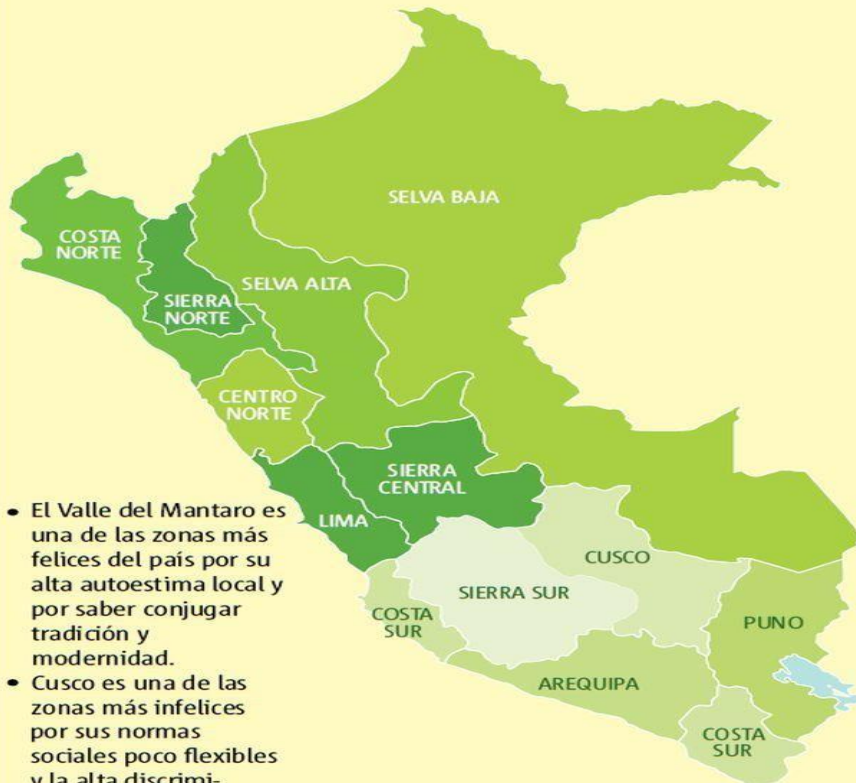 SELVA BAJA
COSTA
NORTE
SELVA ALTA
SIERRA
NORTE
CENTRO
NORTE
SIERRA
CENTRAL
LIMA
CUSCO
SIERRA SUR
COSTA
SUR
PUNO
AREQUIPA
COSTA
SUR
• El Valle del Mantaro es
una de las zonas más
felices del país por su
alta autoestima local y
por saber conjugar
tradición y
modernidad.
• Cusco es una de las
zonas más infelices
por sus normas
sociales poco flexibles
y la alta discrimi-